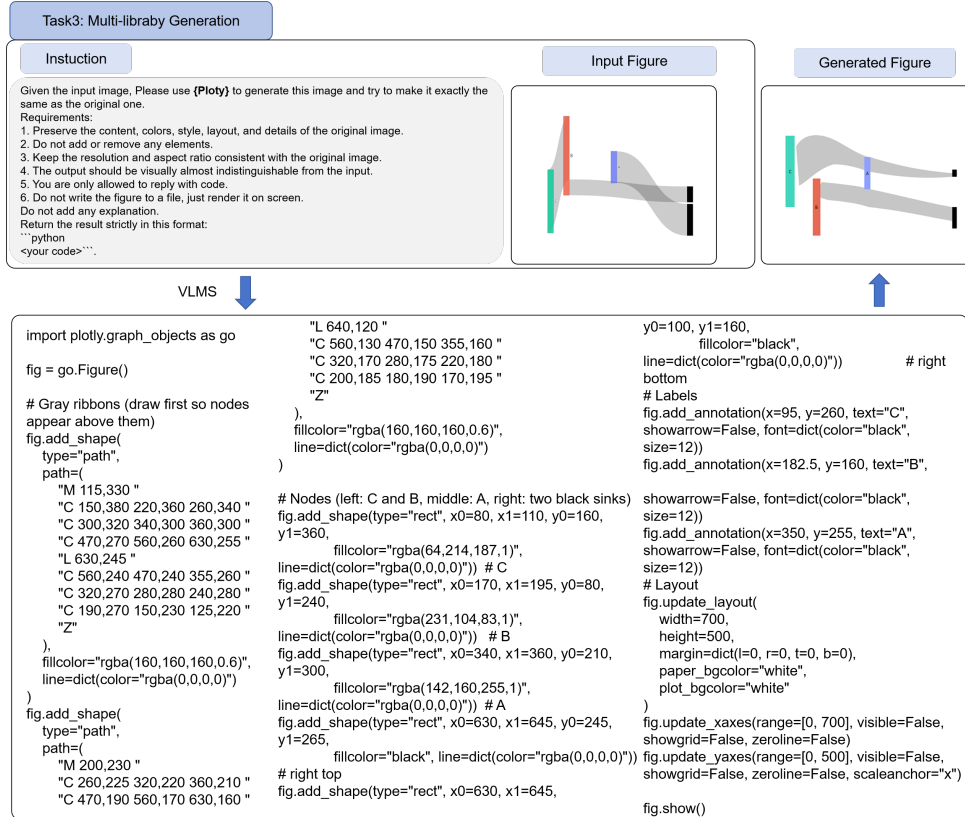 Task3: Multi-libraby Generation
Instuction
Given the input image, Please use {Ploty} to generate this image and try to make it exactly the
same as the original one.
Requirements:
1. Preserve the content, colors, style, layout, and details of the original image.
2. Do not add or remove any elements.
3. Keep the resolution and aspect ratio consistent with the original image.
4. The output should be visually almost indistinguishable from the input.
5. You are only allowed to reply with code.
6. Do not write the figure to a file, just render it on screen.
Do not add any explanation.
Return the result strictly in this format:
```python
<your code>```.
Input Figure
Generated Figure
C
B
A
VLMS
import plotly.graph_objects as go
fig = go.Figure()
# Gray ribbons (draw first so nodes
appear above them)
fig.add_shape(
type="path",
path=(
"M 115,330 "
"C 150,380 220,360 260,340 "
"C 300,320 340,300 360,300 "
"C 470,270 560,260 630,255 "
"L 630,245 "
"C 560,240 470,240 355,260 "
"C 320,270 280,280 240,280 "
"C 190,270 150,230 125,220 "
"Z"
),
fillcolor="rgba(160,160,160,0.6)",
line=dict(color="rgba(0,0,0,0)")
)
fig.add_shape(
type="path",
path=(
"M 200,230 "
"C 260,225 320,220 360,210 "
"C 470,190 560,170 630,160 "
"L 640,120 "
"C 560,130 470,150 355,160 "
"C 320,170 280,175 220,180 "
"C 200,185 180,190 170,195 "
"Z"
),
fillcolor="rgba(160,160,160,0.6)",
line=dict(color="rgba(0,0,0,0)")
)
# Nodes (left: C and B, middle: A, right: two black sinks)
fig.add_shape(type="rect", x0=80, x1=110, y0=160,
y1=360,
fillcolor="rgba(64,214,187,1)",
line=dict(color="rgba(0,0,0,0)")) # C
fig.add_shape(type="rect", x0=170, x1=195, y0=80,
y1=240,
fillcolor="rgba(231,104,83,1)",
line=dict(color="rgba(0,0,0,0)")) # B
fig.add_shape(type="rect", x0=340, x1=360, y0=210,
y1=300,
fillcolor="rgba(142,160,255,1)",
line=dict(color="rgba(0,0,0,0)")) # A
fig.add_shape(type="rect", x0=630, x1=645, y0=245,
y1=265,
fillcolor="black", line=dict(color="rgba(0,0,0,0)"))
# right top
fig.add_shape(type="rect", x0=630, x1=645,
y0=100, y1=160,
fillcolor="black",
line=dict(color="rgba(0,0,0,0)")) # right
bottom
# Labels
fig.add_annotation(x=95, y=260, text="C",
showarrow=False, font=dict(color="black",
size=12))
fig.add_annotation(x=182.5, y=160, text="B",
showarrow=False, font=dict(color="black",
size=12))
fig.add_annotation(x=350, y=255, text="A",
showarrow=False, font=dict(color="black",
size=12))
# Layout
fig.update_layout(
width=700,
height=500,
margin=dict(l=0, r=0, t=0, b=0),
paper_bgcolor="white",
plot_bgcolor="white"
)
fig.update_xaxes(range=[0, 700], visible=False,
showgrid=False, zeroline=False)
fig.update_yaxes(range=[0, 500], visible=False,
showgrid=False, zeroline=False, scaleanchor="x")
fig.show()